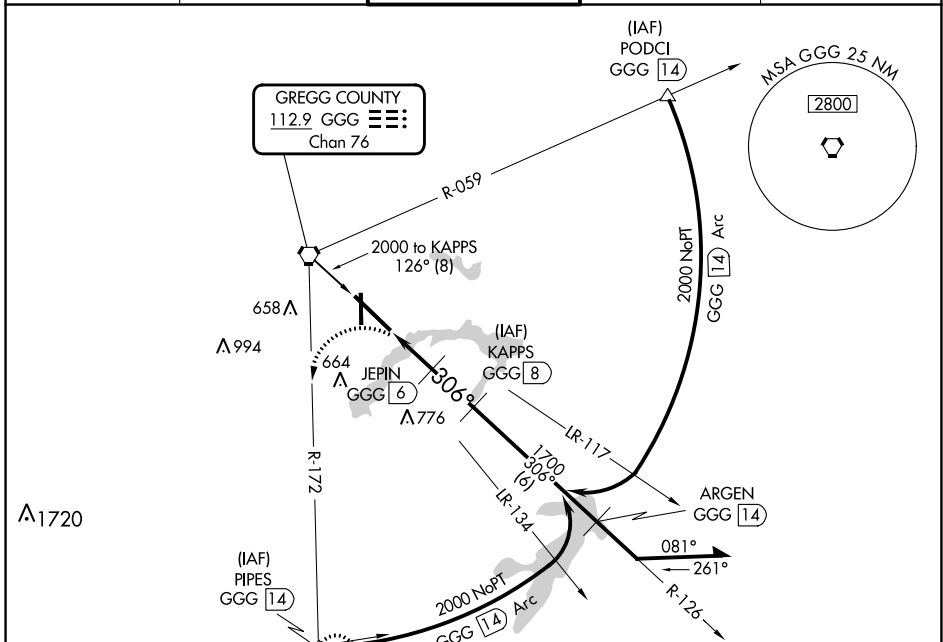 (IAF)
PODCI
GGG 14
MSA GGG 25 NM
2800
GREGG COUNTY
112.9 GGG
Chan 76
R-059
2000 to KAPPS
126° (8)
2000 NoPT
GGG 14 Arc
658
994
664
JEPIN
GGG 6
306°
(IAF)
KAPPS
GGG 8
776
LR-117
1700
306°
(6)
R-172
LR-134
1720
ARGEN
GGG 14
081°
261°
R-126
(IAF)
PIPES
GGG 14
2000 NoPT
GGG 14 Arc